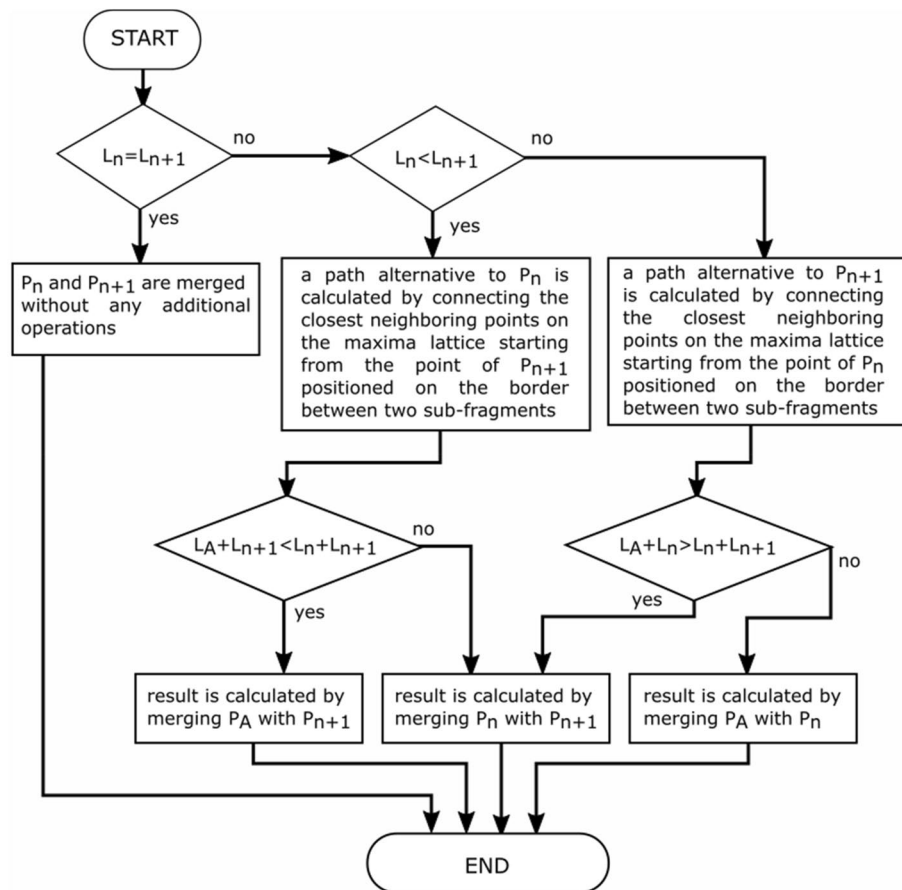 START
Lₙ=Lₙ₊₁
no
Lₙ<Lₙ₊₁
no
yes
yes
Pₙ and Pₙ₊₁ are merged
without any additional
operations
a path alternative to Pₙ is
calculated by connecting the
closest neighboring points on
the maxima lattice starting
from the point of Pₙ₊₁
positioned on the border
between two sub-fragments
a path alternative to Pₙ₊₁
is calculated by connecting
the closest neighboring
points on the maxima lattice
starting from the point of Pₙ
positioned on the border
between two sub-fragments
L_A+Lₙ₊₁<Lₙ+Lₙ₊₁
no
yes
L_A+Lₙ>Lₙ+Lₙ₊₁
no
yes
result is calculated by
merging P_A with Pₙ₊₁
result is calculated by
merging Pₙ with Pₙ₊₁
result is calculated by
merging P_A with Pₙ
END